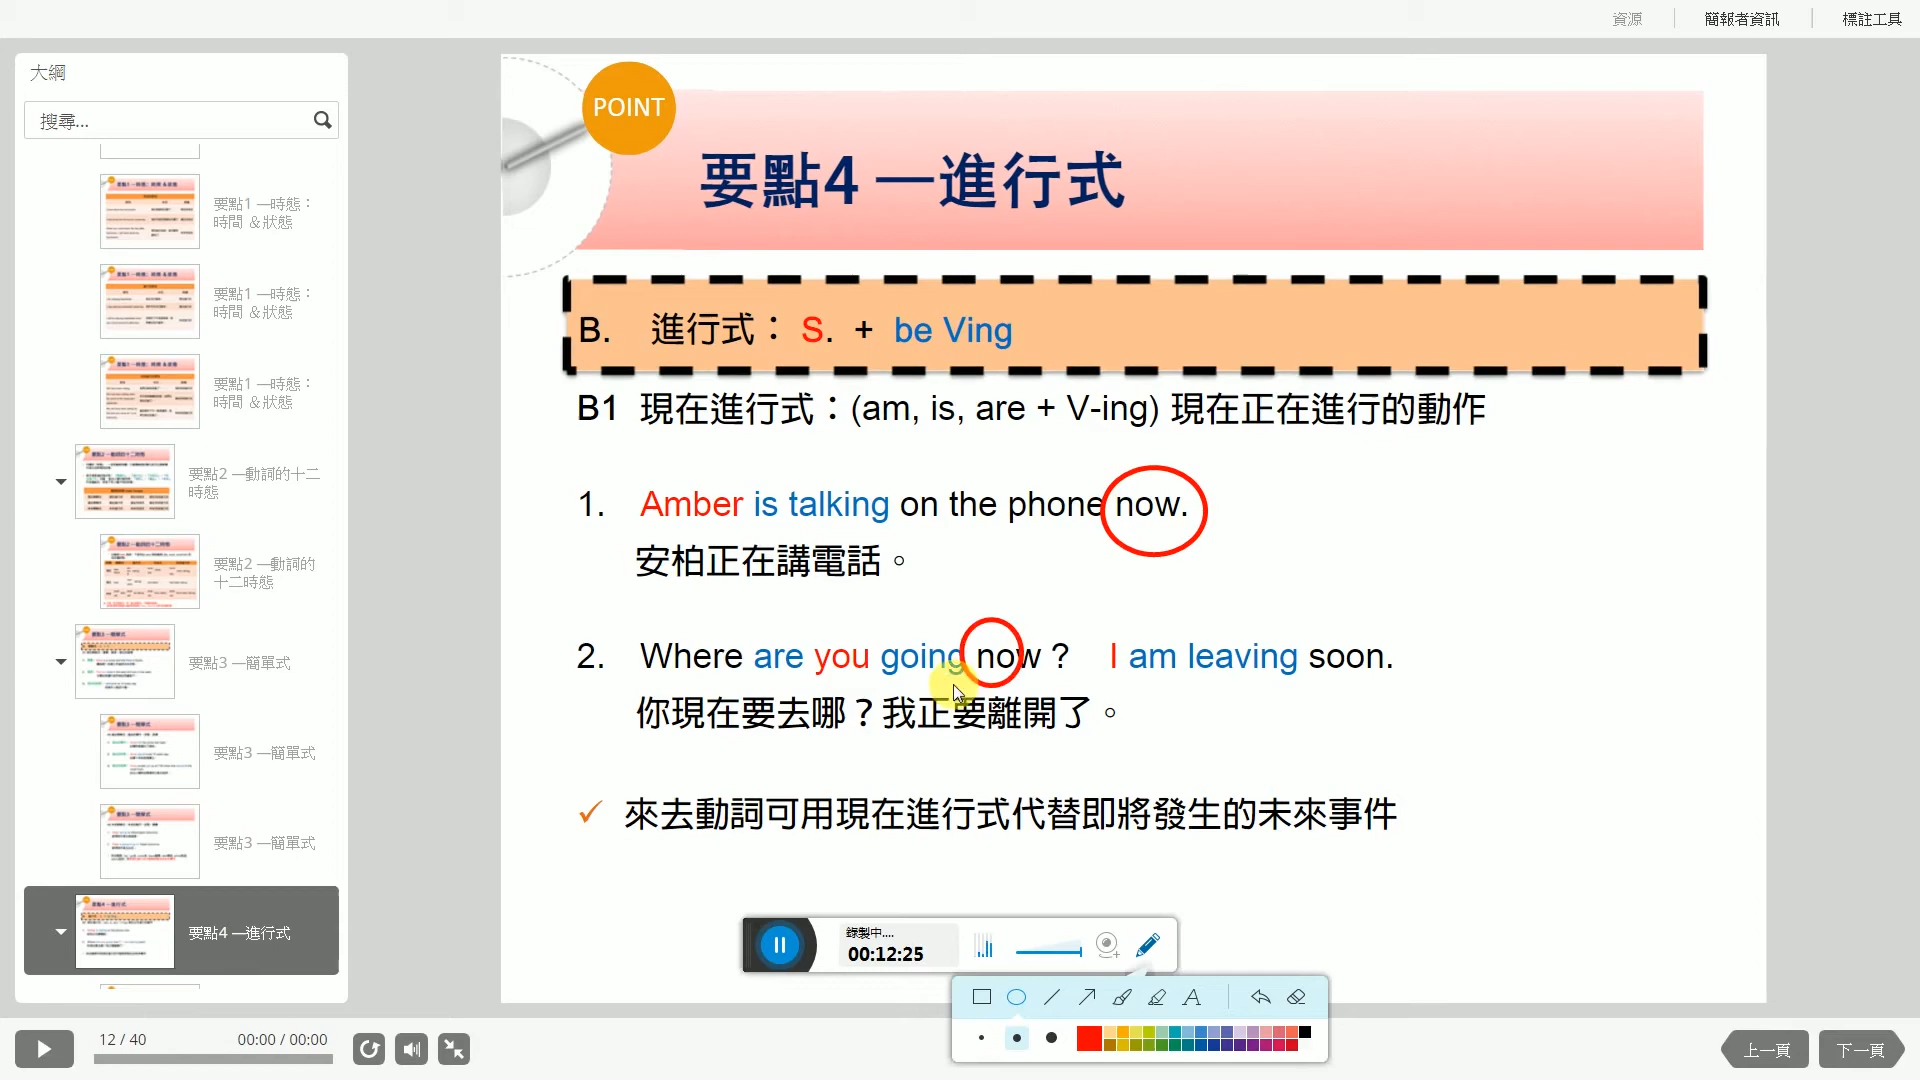 資源
簡報者資訊
標註工具
大綱
搜尋...
要點1 —時態：
時間 ＆狀態
要點1 —時態：
時間 ＆狀態
要點1 —時態：
時間 ＆狀態
要點2 —動詞的十二
時態
要點2 —動詞的
十二時態
要點3 —簡單式
要點3 —簡單式
要點3 —簡單式
要點4 —進行式
POINT
要點4 —進行式
B. 進行式： S. + be Ving
B1 現在進行式：(am, is, are + V-ing) 現在正在進行的動作
1. Amber is talking on the phone now.
安柏正在講電話。
2. Where are you going now ? I am leaving soon.
你現在要去哪？我正要離開了。
✓ 來去動詞可用現在進行式代替即將發生的未來事件
錄製中....
00:12:25
A
12 / 40
00:00 / 00:00
上一頁
下一頁